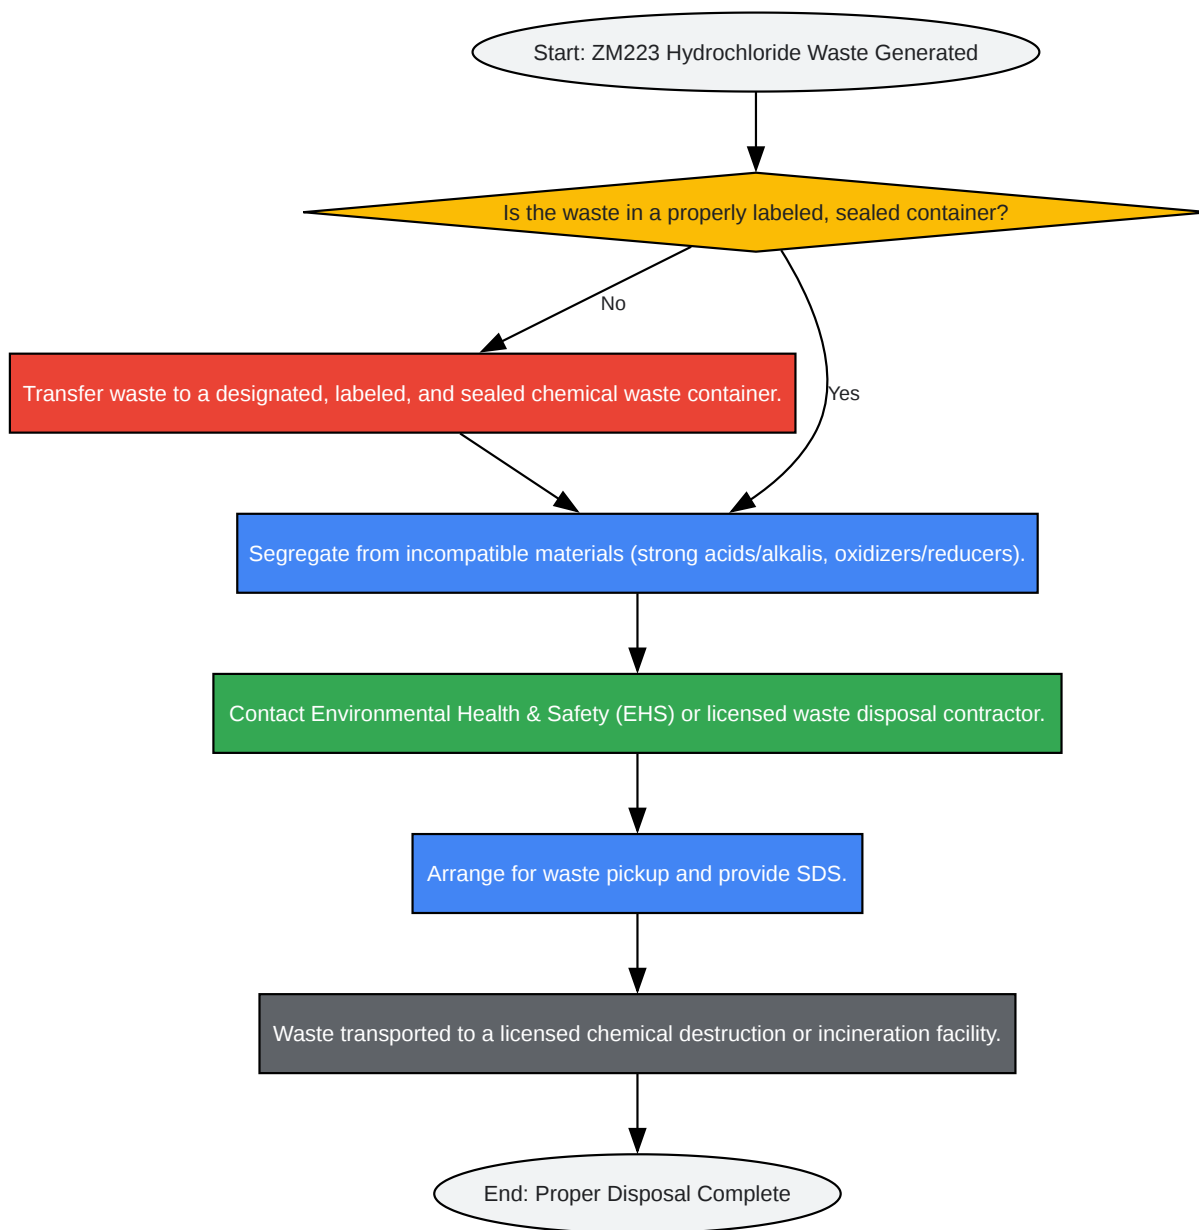 Start: ZM223 Hydrochloride Waste Generated
Is the waste in a properly labeled, sealed container?
No
Transfer waste to a designated, labeled, and sealed chemical waste container.
Yes
Segregate from incompatible materials (strong acids/alkalis, oxidizers/reducers).
Contact Environmental Health & Safety (EHS) or licensed waste disposal contractor.
Arrange for waste pickup and provide SDS.
Waste transported to a licensed chemical destruction or incineration facility.
End: Proper Disposal Complete